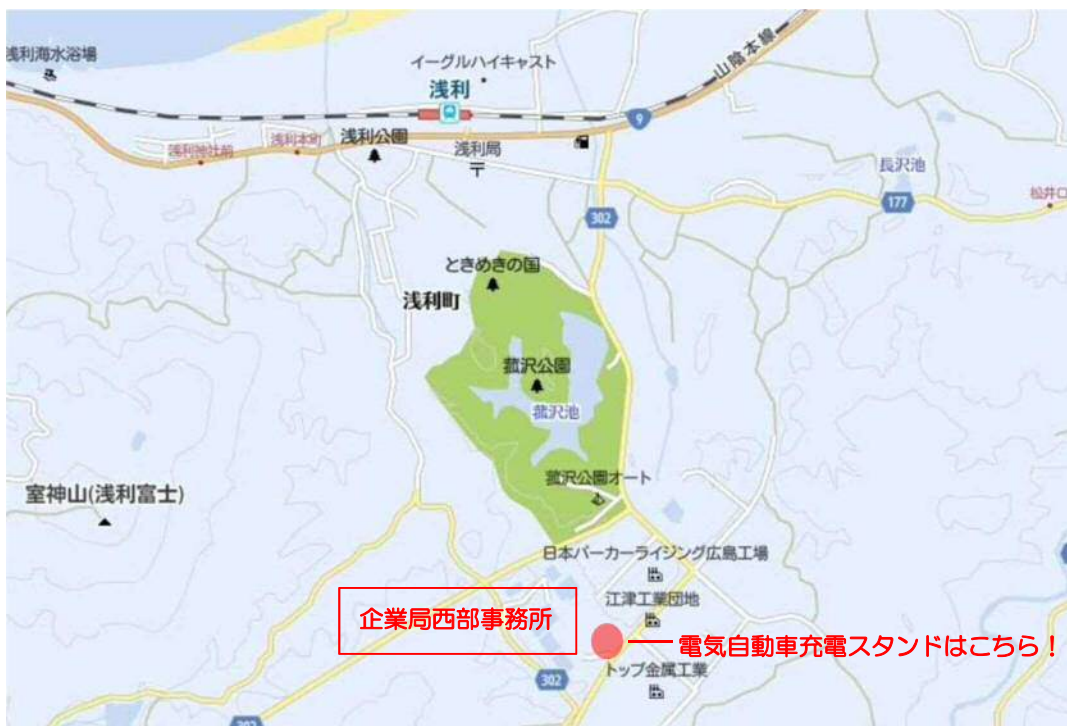 浅利海水浴場
イーグルハイキャスト
山陰本線
浅利
9
浅利神社前
浅利本町
浅利公園
浅利局
長沢池
177
松井口
302
ときめきの国
浅利町
菰沢公園
菰沢池
菰沢公園オート
室神山(浅利富士)
日本パーカーライジング広島工場
江津工業団地
企業局西部事務所
電気自動車充電スタンドはこちら!
トップ金属工業
302
302